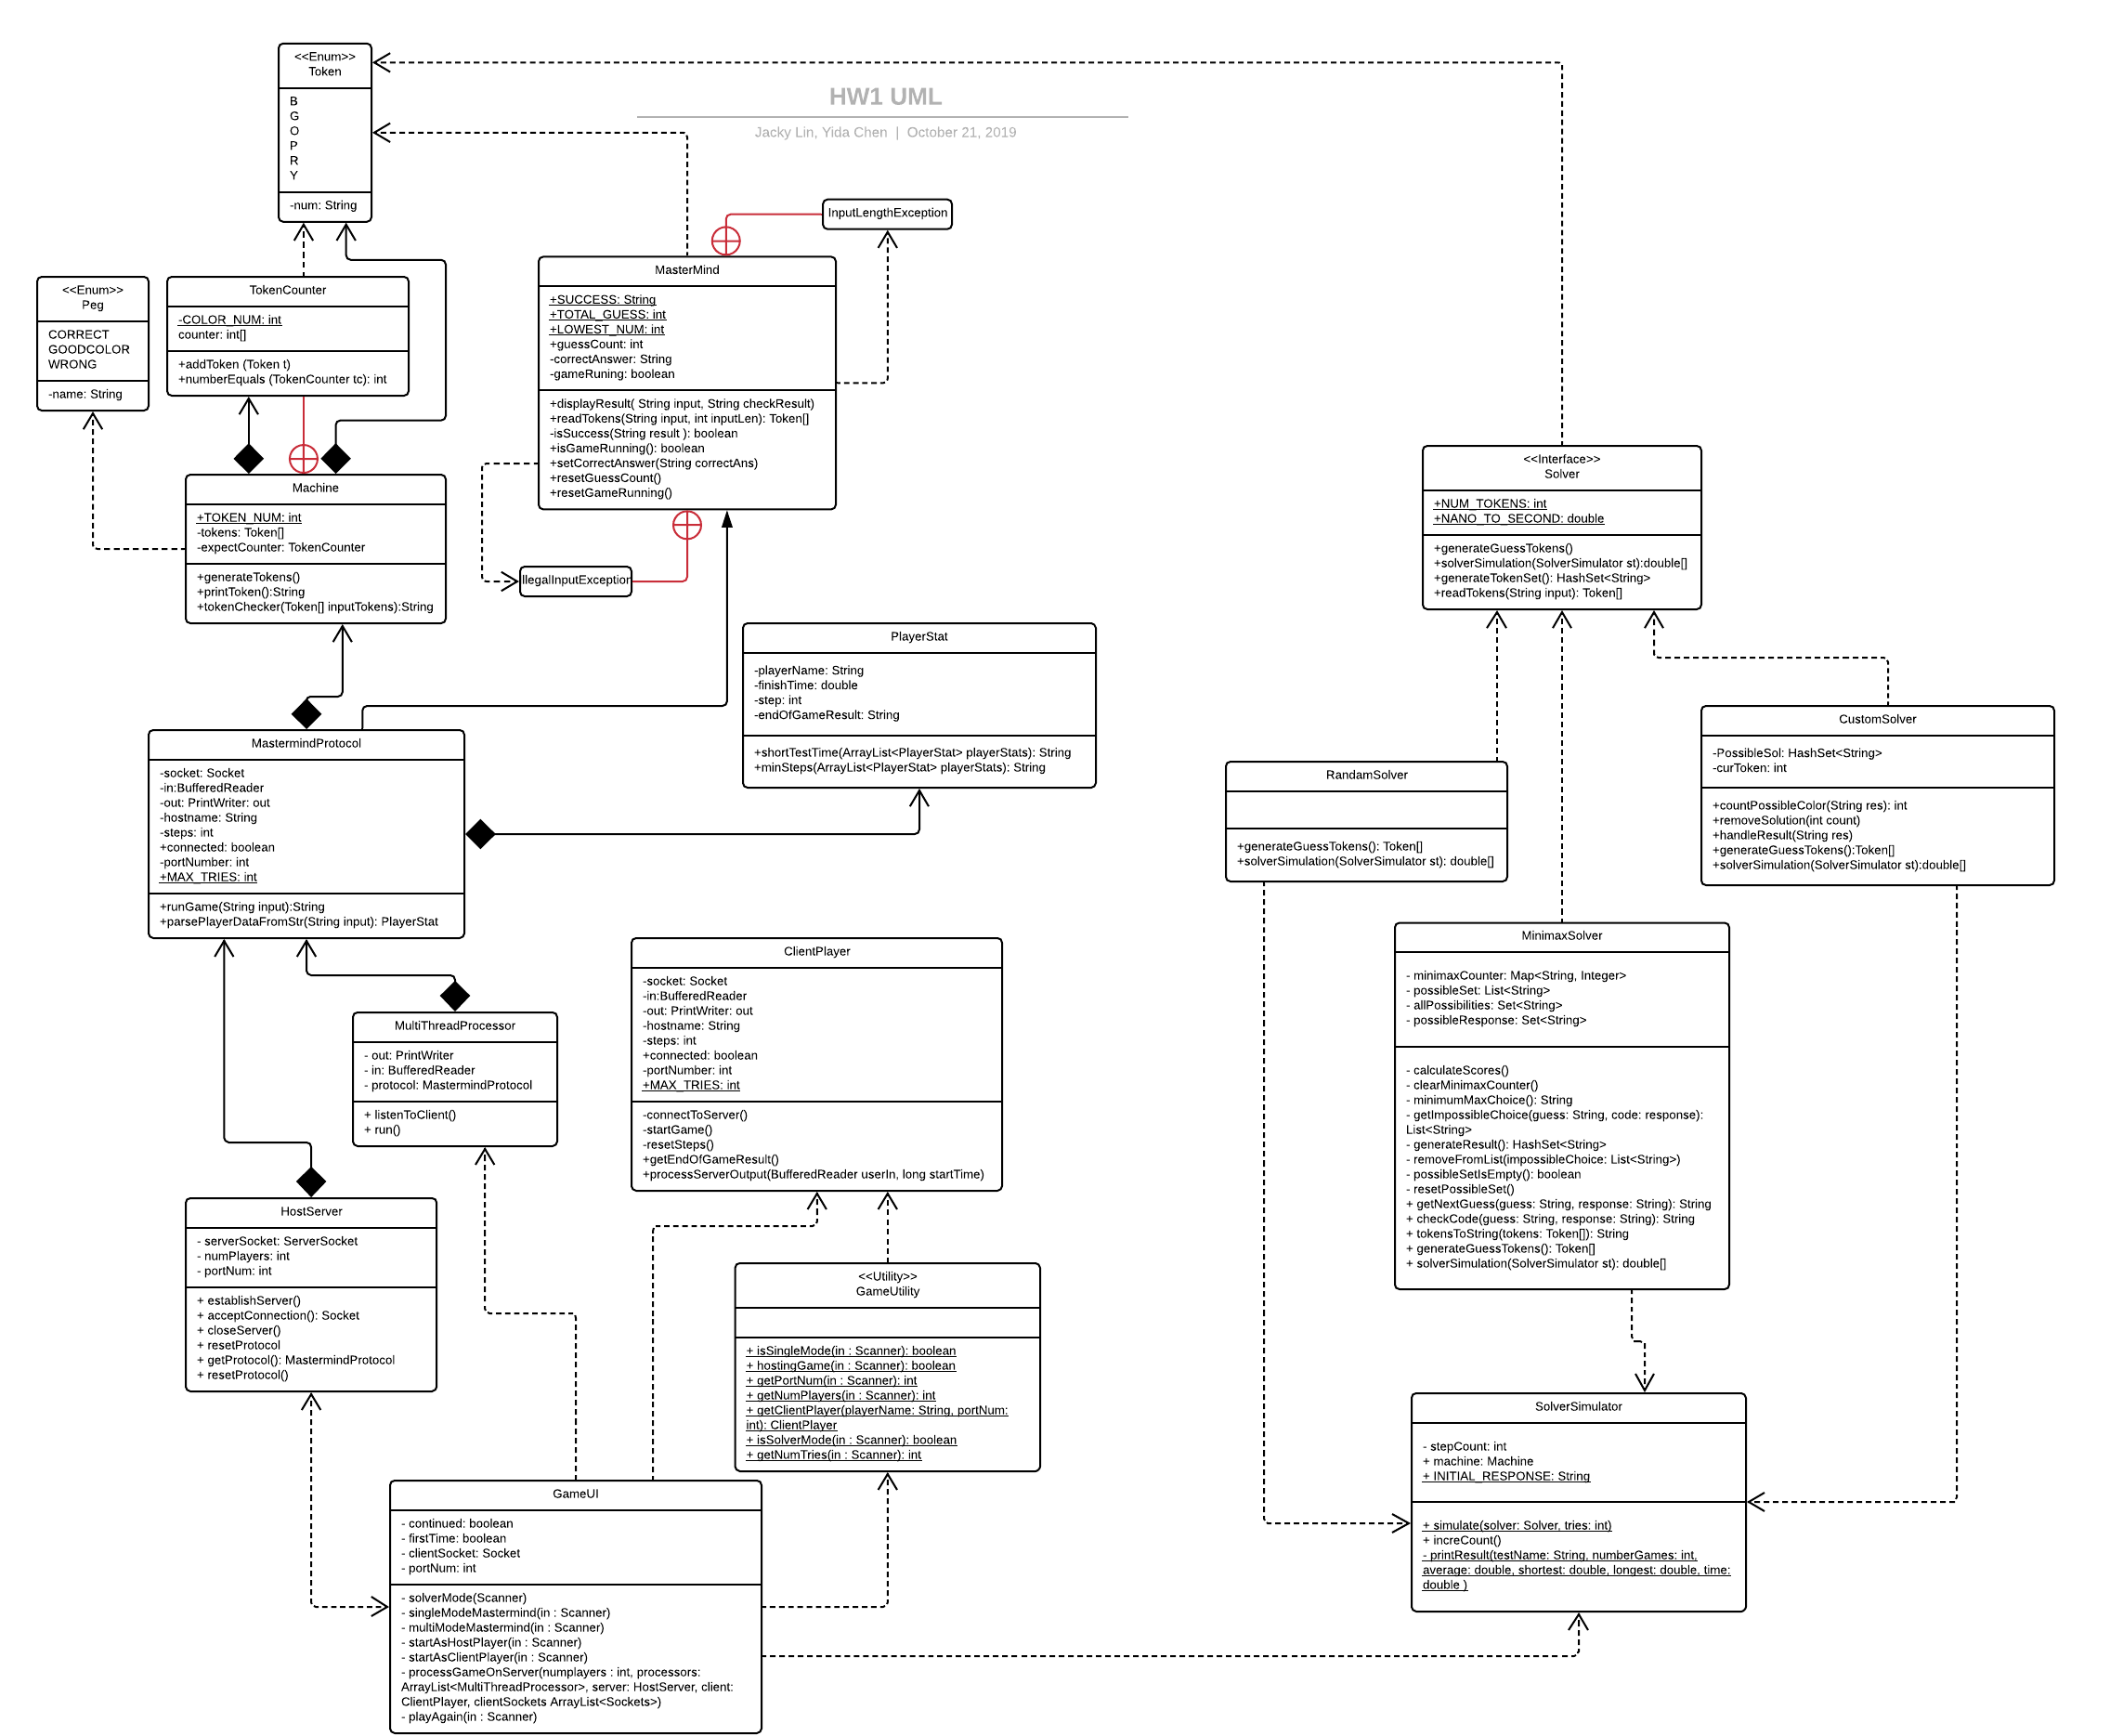 HW1 UML
Jacky Lin, Yida Chen | October 21, 2019
<<Enum>>
Token
B
G
O
P
R
Y
-num: String
<<Enum>>
Peg
CORRECT
GOODCOLOR
WRONG
-name: String
TokenCounter
-COLOR_NUM: int
counter: int[]
+addToken (Token t)
+numberEquals (TokenCounter tc): int
InputLengthException
MasterMind
+SUCCESS: String
+TOTAL_GUESS: int
+LOWEST_NUM: int
+guessCount: int
-correctAnswer: String
-gameRuning: boolean
+displayResult( String input, String checkResult)
+readTokens(String input, int inputLen): Token[]
-isSuccess(String result ): boolean
+isGameRunning(): boolean
+setCorrectAnswer(String correctAns)
+resetGuessCount()
+resetGameRunning()
Machine
+TOKEN_NUM: int
-tokens: Token[]
-expectCounter: TokenCounter
+generateTokens()
+printToken():String
+tokenChecker(Token[] inputTokens):String
IllegalInputException
<<Interface>>
Solver
+NUM_TOKENS: int
+NANO_TO_SECOND: double
+generateGuessTokens()
+solverSimulation(SolverSimulator st):double[]
+generateTokenSet(): HashSet<String>
+readTokens(String input): Token[]
PlayerStat
-playerName: String
-finishTime: double
-step: int
-endOfGameResult: String
+shortTestTime(ArrayList<PlayerStat> playerStats): String
+minSteps(ArrayList<PlayerStat> playerStats): String
MastermindProtocol
-socket: Socket
-in:BufferedReader
-out: PrintWriter: out
-hostname: String
-steps: int
+connected: boolean
-portNumber: int
+MAX_TRIES: int
+runGame(String input):String
+parsePlayerDataFromStr(String input): PlayerStat
RandamSolver
+generateGuessTokens(): Token[]
+solverSimulation(SolverSimulator st): double[]
CustomSolver
-PossibleSol: HashSet<String>
-curToken: int
+countPossibleColor(String res): int
+removeSolution(int count)
+handleResult(String res)
+generateGuessTokens():Token[]
+solverSimulation(SolverSimulator st):double[]
MinimaxSolver
- minimaxCounter: Map<String, Integer>
- possibleSet: List<String>
- allPossibilities: Set<String>
- possibleResponse: Set<String>
- calculateScores()
- clearMinimaxCounter()
- minimumMaxChoice(): String
- getImpossibleChoice(guess: String, code: response):
List<String>
- generateResult(): HashSet<String>
- removeFromList(impossibleChoice: List<String>)
- possibleSetIsEmpty(): boolean
- resetPossibleSet()
+ getNextGuess(guess: String, response: String): String
+ checkCode(guess: String, response: String): String
+ tokensToString(tokens: Token[]): String
+ generateGuessTokens(): Token[]
+ solverSimulation(SolverSimulator st): double[]
ClientPlayer
-socket: Socket
-in:BufferedReader
-out: PrintWriter: out
-hostname: String
-steps: int
+connected: boolean
-portNumber: int
+MAX_TRIES: int
-connectToServer()
-startGame()
-resetSteps()
+getEndOfGameResult()
+processServerOutput(BufferedReader userIn, long startTime)
MultiThreadProcessor
- out: PrintWriter
- in: BufferedReader
- protocol: MastermindProtocol
+ listenToClient()
+ run()
HostServer
- serverSocket: ServerSocket
- numPlayers: int
- portNum: int
+ establishServer()
+ acceptConnection(): Socket
+ closeServer()
+ resetProtocol
+ getProtocol(): MastermindProtocol
+ resetProtocol()
<<Utility>>
GameUtility
+ isSingleMode(in : Scanner): boolean
+ hostingGame(in : Scanner): boolean
+ getPortNum(in : Scanner): int
+ getNumPlayers(in : Scanner): int
+ getClientPlayer(playerName: String, portNum:
int): ClientPlayer
+ isSolverMode(in : Scanner): boolean
+ getNumTries(in : Scanner): int
SolverSimulator
- stepCount: int
+ machine: Machine
+ INITIAL_RESPONSE: String
+ simulate(solver: Solver, tries: int)
+ increCount()
- printResult(testName: String, numberGames: int,
average: double, shortest: double, longest: double, time:
double )
GameUI
- continued: boolean
- firstTime: boolean
- clientSocket: Socket
- portNum: int
- solverMode(Scanner)
- singleModeMastermind(in : Scanner)
- multiModeMastermind(in : Scanner)
- startAsHostPlayer(in : Scanner)
- startAsClientPlayer(in : Scanner)
- processGameOnServer(numplayers : int, processors:
ArrayList<MultiThreadProcessor>, server: HostServer, client:
ClientPlayer, clientSockets ArrayList<Sockets>)
- playAgain(in : Scanner)